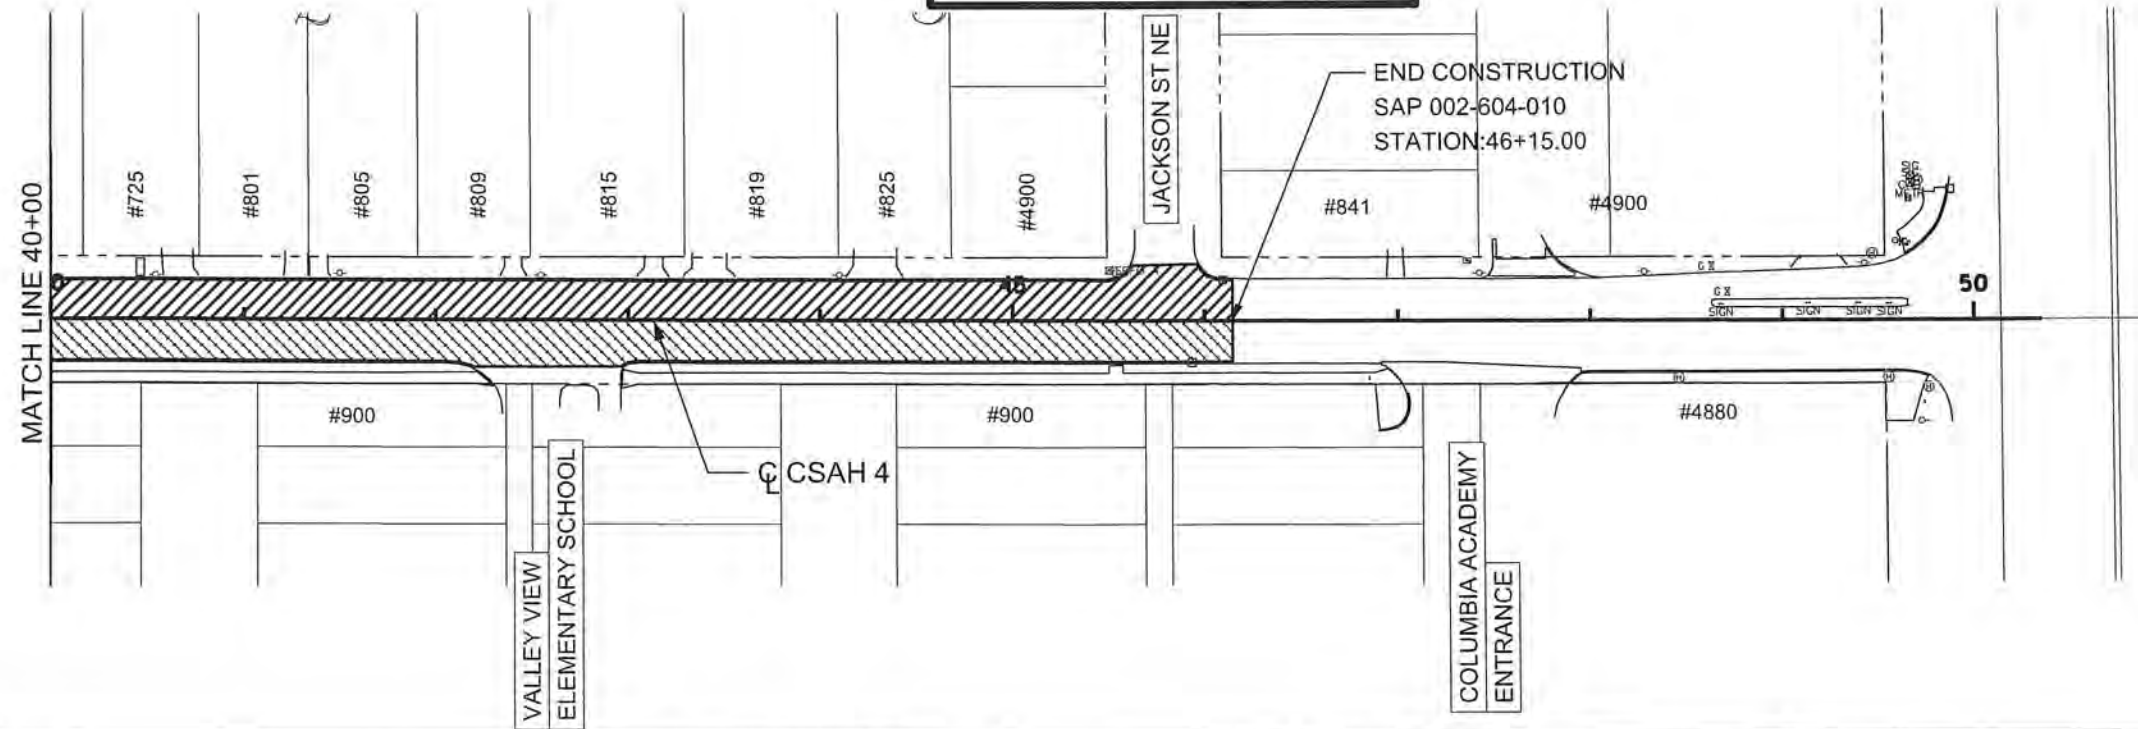 MATCH LINE 40+00
#725
#801
#805
#809
#815
#819
#825
#4900
JACKSON ST NE
END CONSTRUCTION
SAP 002-604-010
STATION:46+15.00
#841
#4900
45
50
G
G
SIGN
SIGN
SIGN
SIGN
#900
#900
#4880
℄ CSAH 4
VALLEY VIEW
ELEMENTARY SCHOOL
COLUMBIA ACADEMY
ENTRANCE